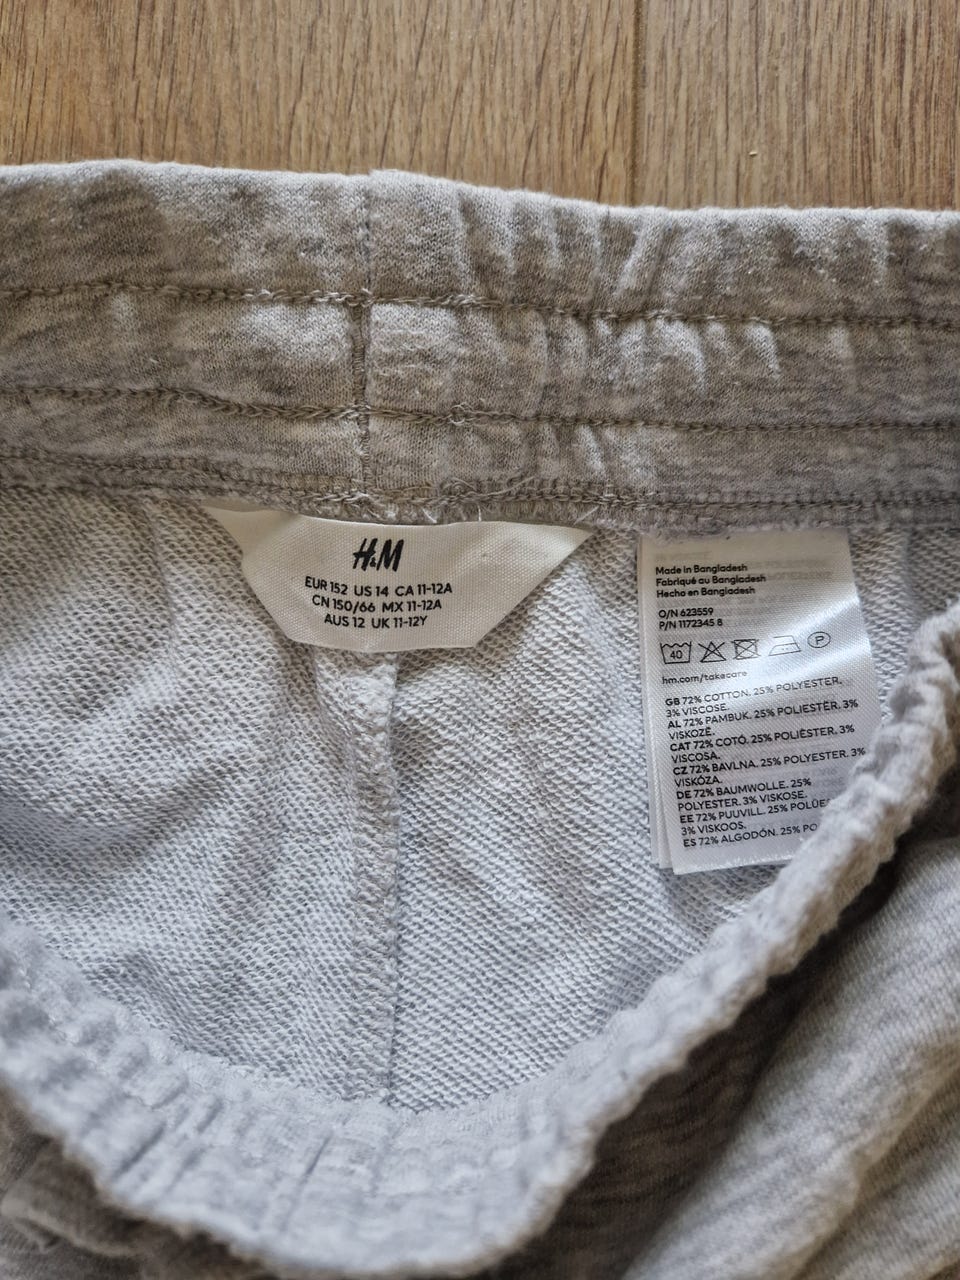 H&M
EUR 152 US 14 CA 11-12A
CN 150/66 MX 11-12A
AUS 12 UK 11-12Y
Made in Bangladesh
Fabriqué au Bangladesh
Hecho en Bangladesh
O/N 623559
P/N 1172345 8
40 P
hm.com/takecare
GB 72% COTTON. 25% POLYESTER.
3% VISCOSE.
AL 72% PAMBUK. 25% POLIESTËR. 3%
VISKOZË.
CAT 72% COTÓ. 25% POLIÈSTER. 3%
VISCOSA.
CZ 72% BAVLNA. 25% POLYESTER. 3%
VISKÓZA.
DE 72% BAUMWOLLE. 25%
POLYESTER. 3% VISKOSE.
EE 72% PUUVILL. 25% POLÜES
3% VISKOOS.
ES 72% ALGODÓN. 25% PO